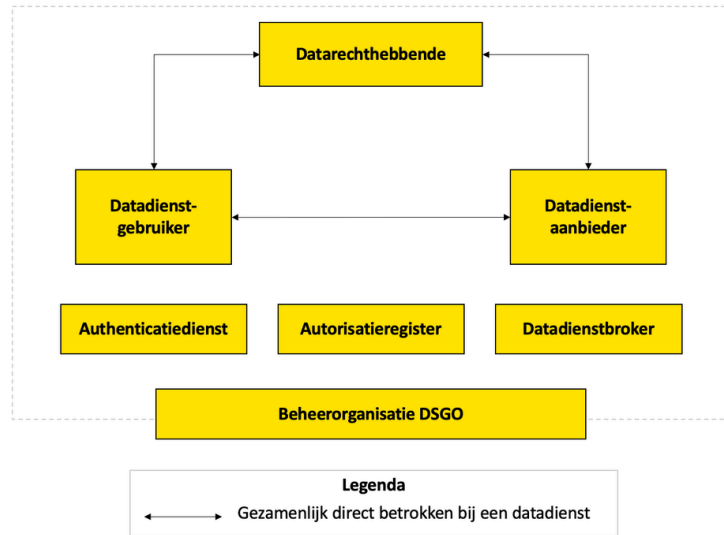 Datarechthebbende
Datadienst-
gebruiker
Datadienst-
aanbieder
Authenticatiedienst
Autorisatieregister
Datadienstbroker
Beheerorganisatie DSGO
Legenda
Gezamenlijk direct betrokken bij een datadienst